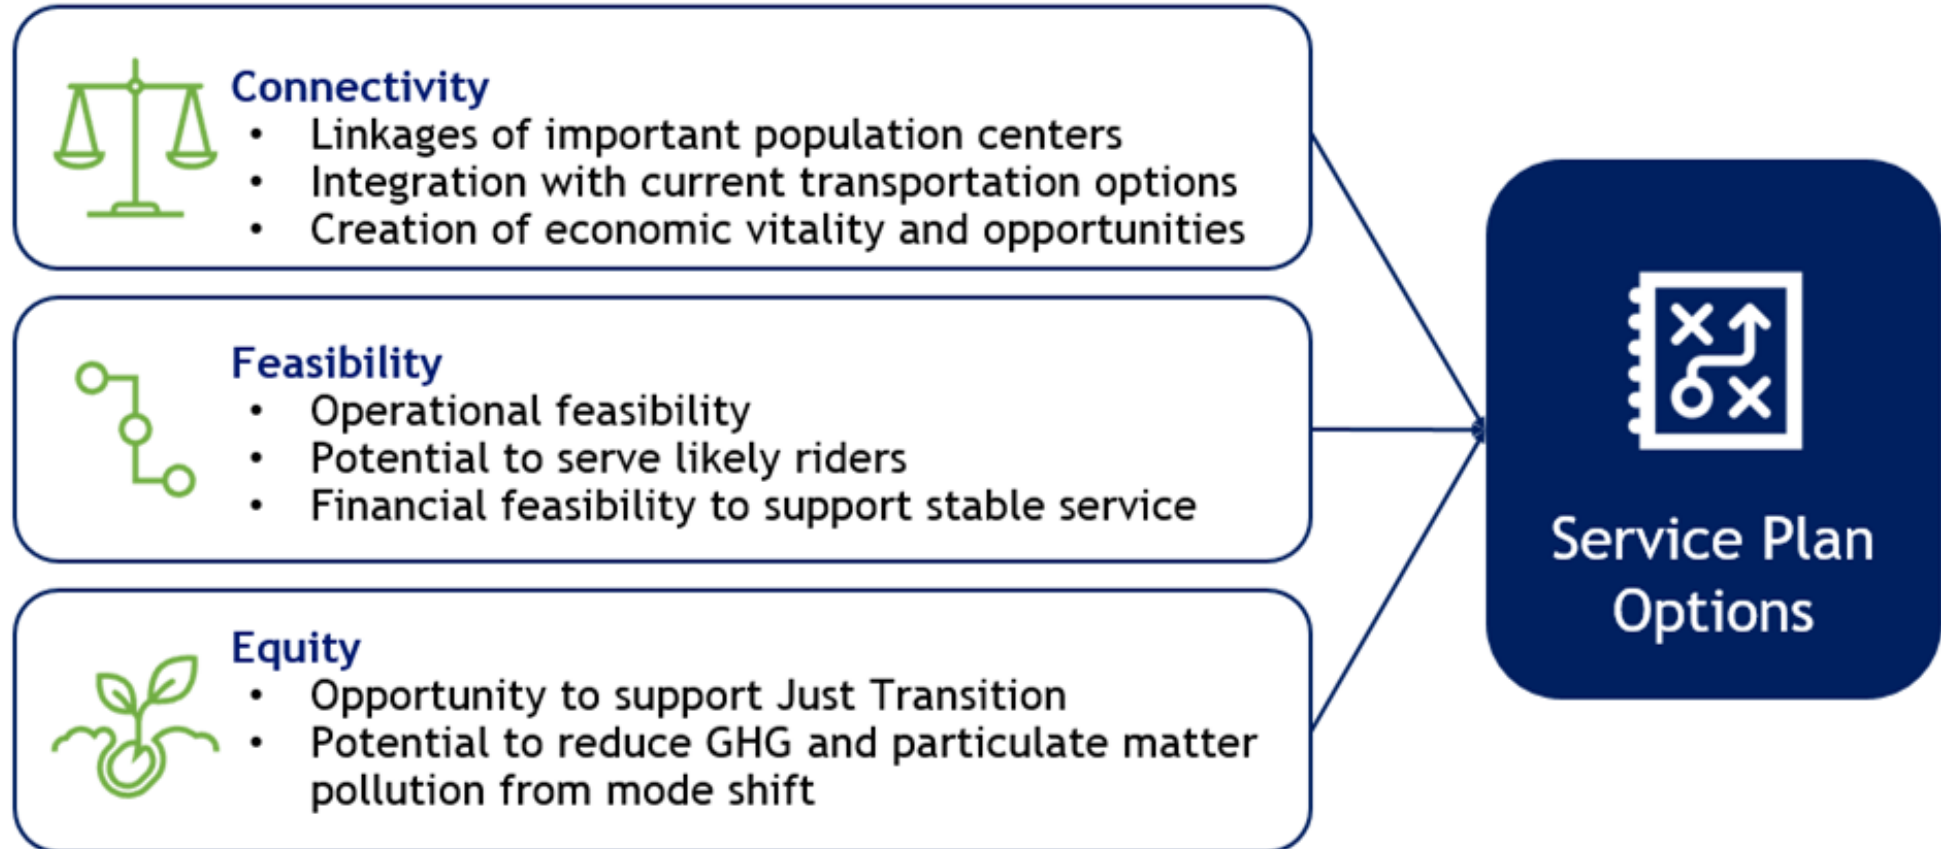 Connectivity
• Linkages of important population centers
• Integration with current transportation options
• Creation of economic vitality and opportunities
Feasibility
• Operational feasibility
• Potential to serve likely riders
• Financial feasibility to support stable service
Equity
• Opportunity to support Just Transition
• Potential to reduce GHG and particulate matter
pollution from mode shift
Service Plan
Options